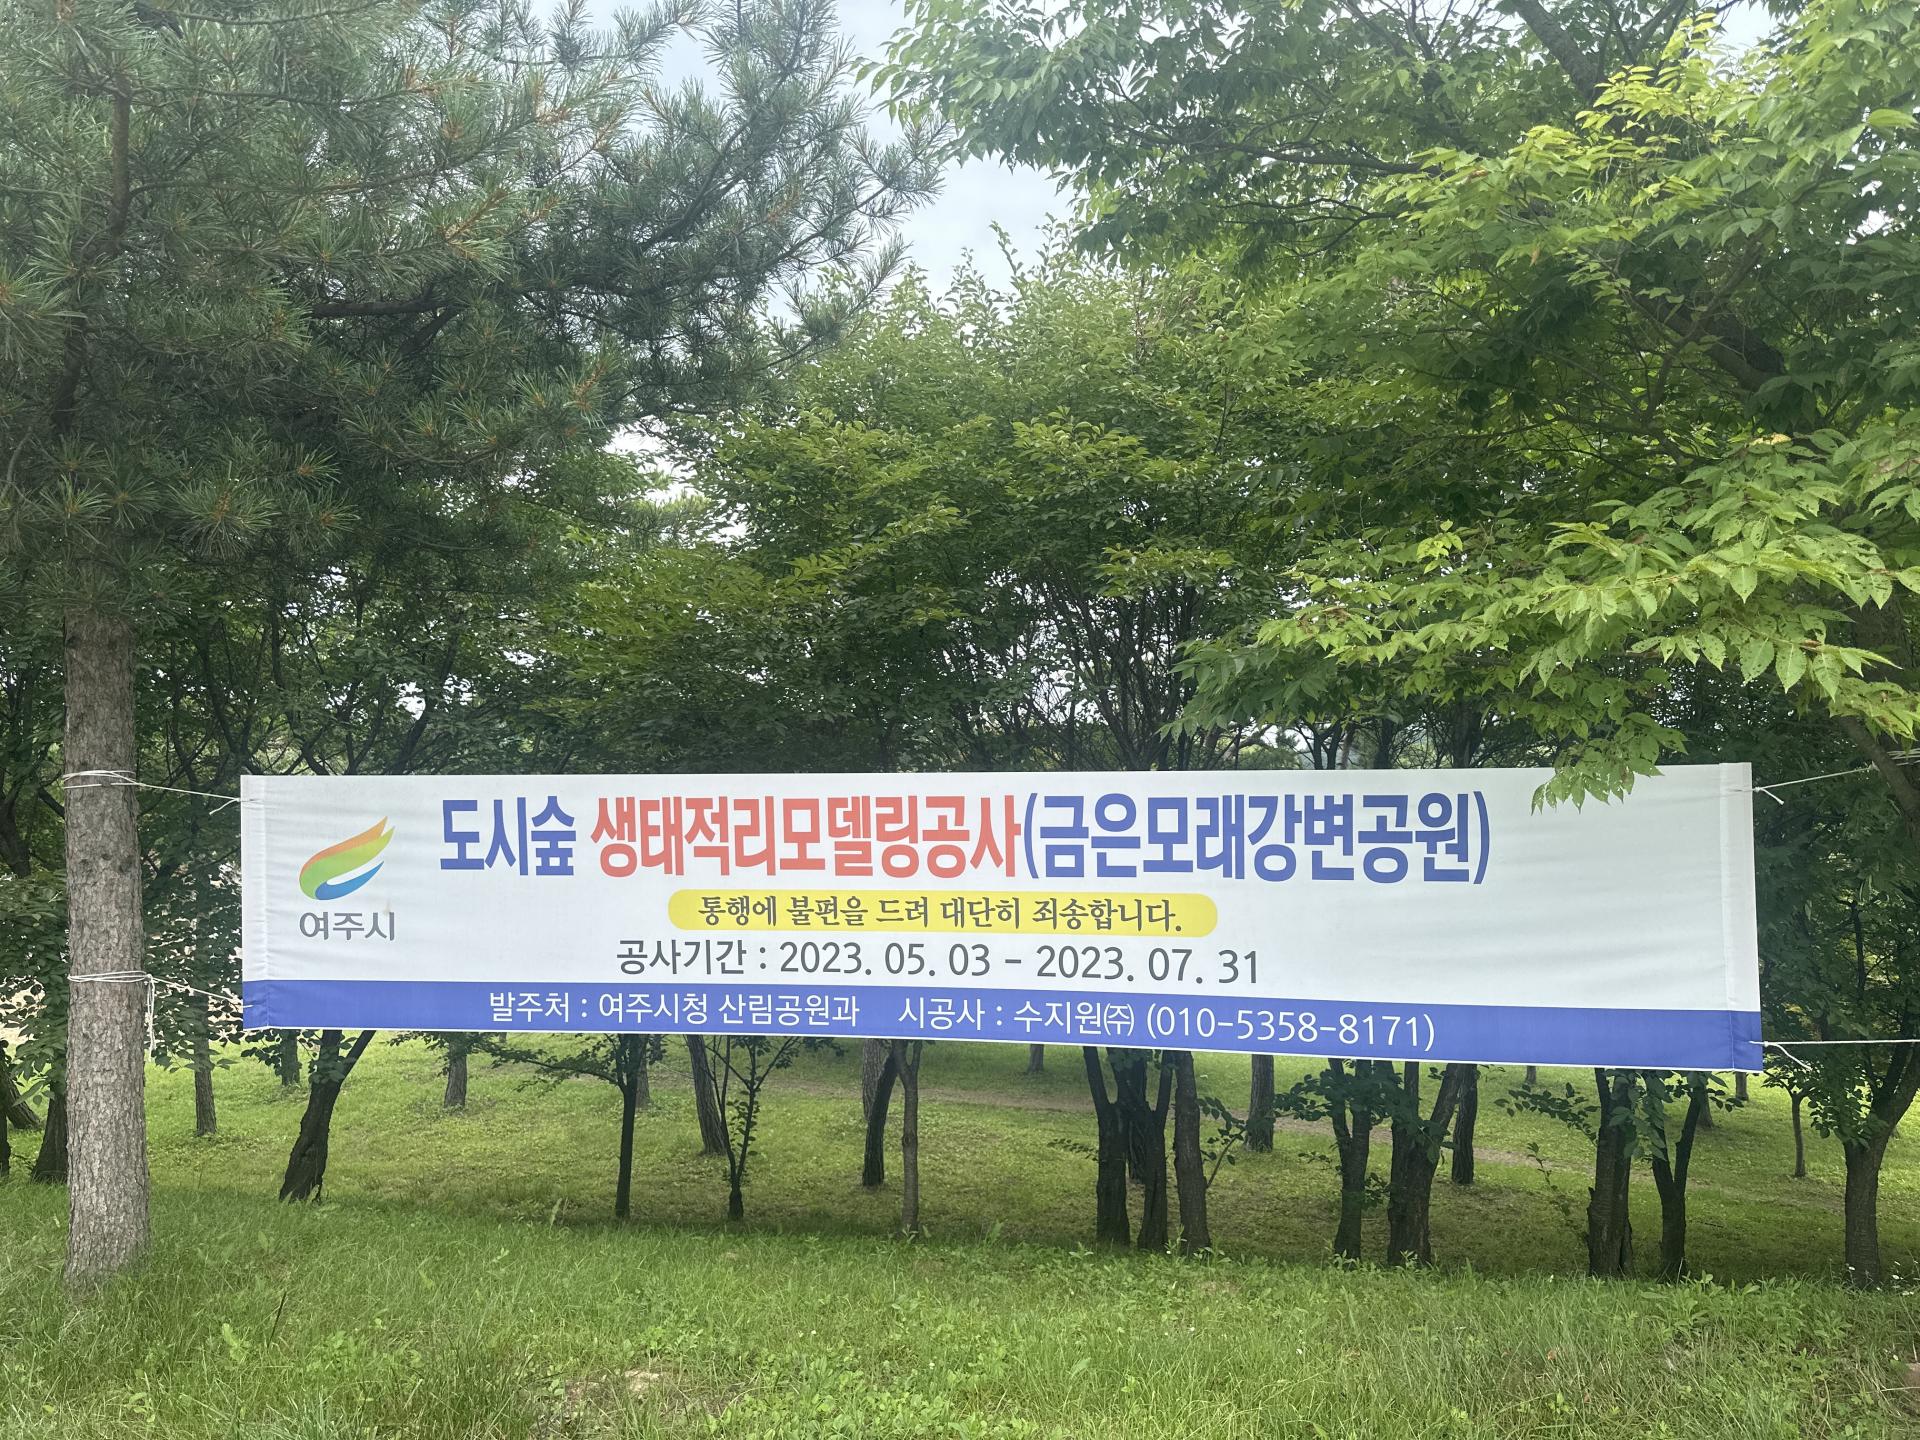 도시숲 생태적리모델링공사(금은모래강변공원)
여주시
통행에 불편을 드려 대단히 죄송합니다.
공사기간 : 2023. 05. 03 - 2023. 07. 31
발주처 : 여주시청 산림공원과 시공사 : 수지원㈜ (010-5358-8171)